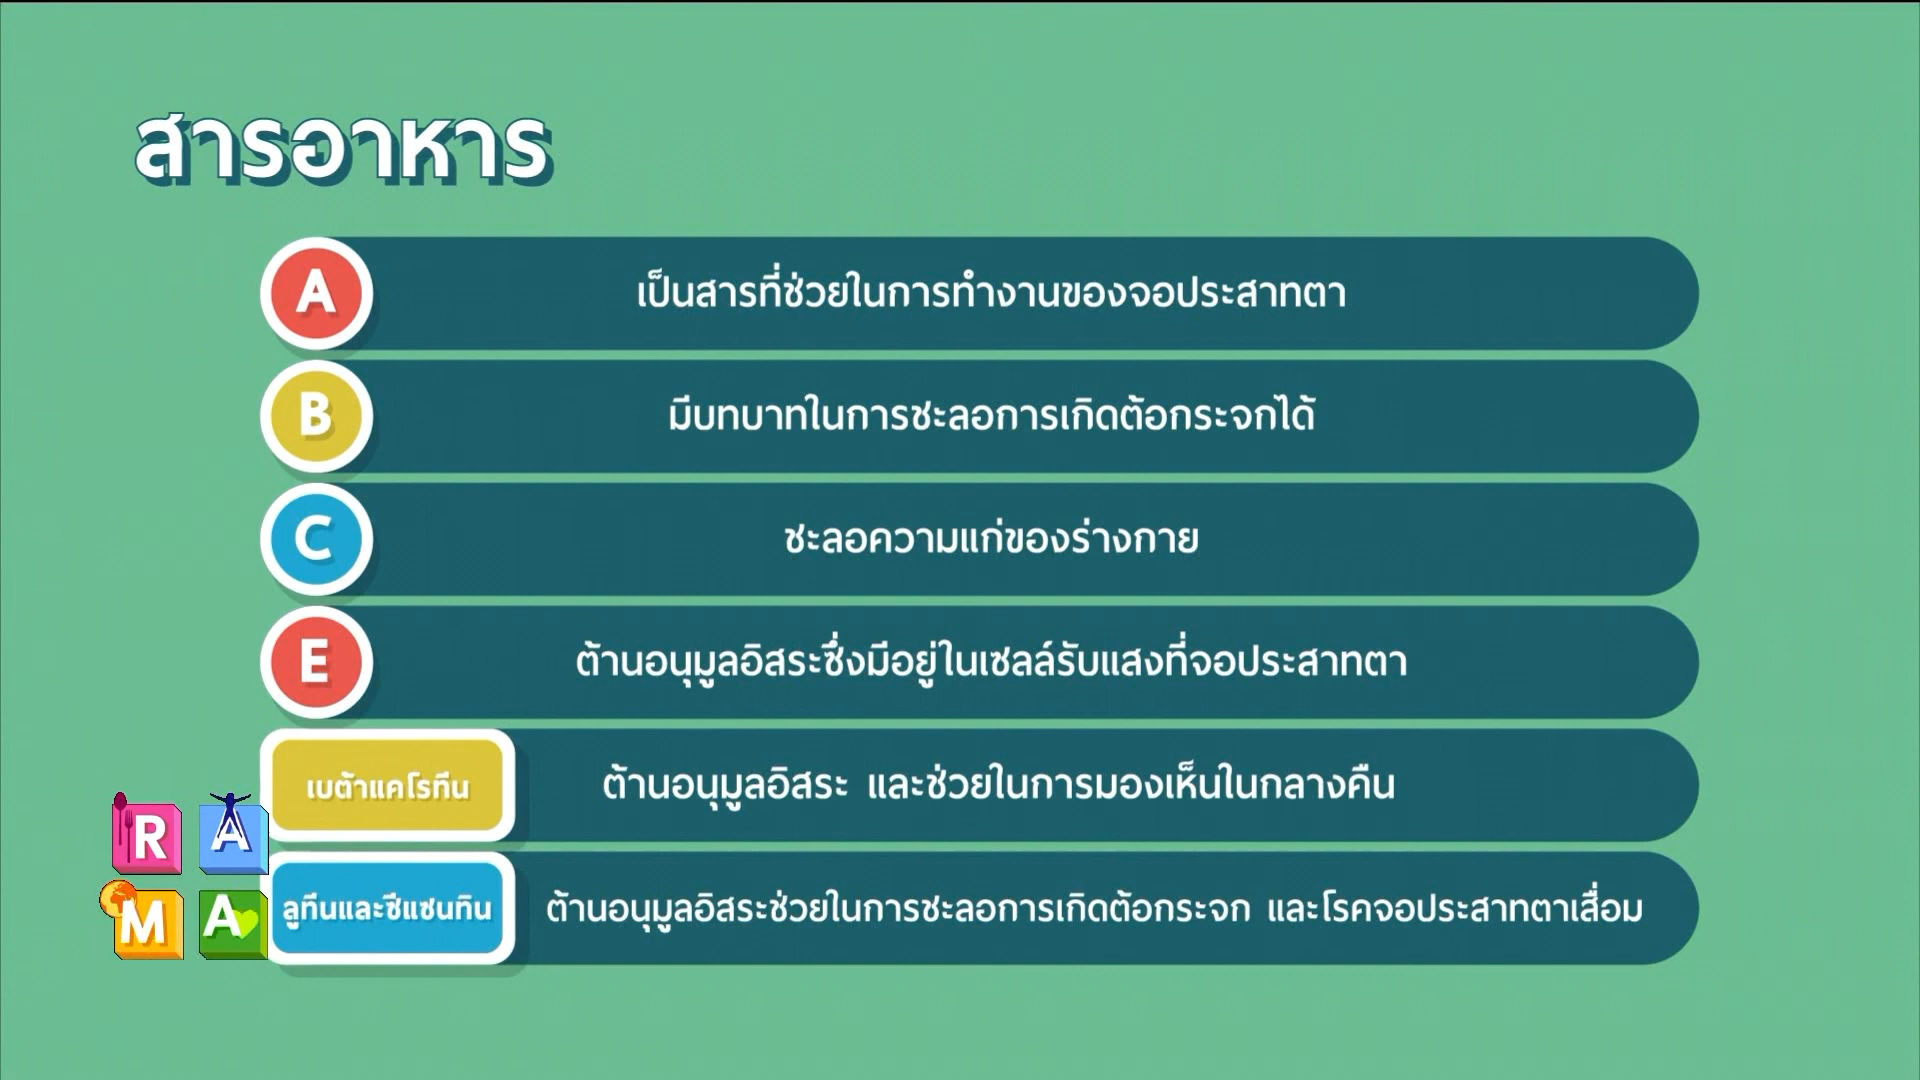 สารอาหาร
A เป็นสารที่ช่วยในการทำงานของจอประสาทตา
B มีบทบาทในการชะลอการเกิดต้อกระจกได้
C ชะลอความแก่ของร่างกาย
E ต้านอนุมูลอิสระซึ่งมีอยู่ในเซลล์รับแสงที่จอประสาทตา
เบต้าแคโรทีน ต้านอนุมูลอิสระ และช่วยในการมองเห็นในกลางคืน
ลูทีนและซีแซนทิน ต้านอนุมูลอิสระช่วยในการชะลอการเกิดต้อกระจก และโรคจอประสาทตาเสื่อม
RA
MA